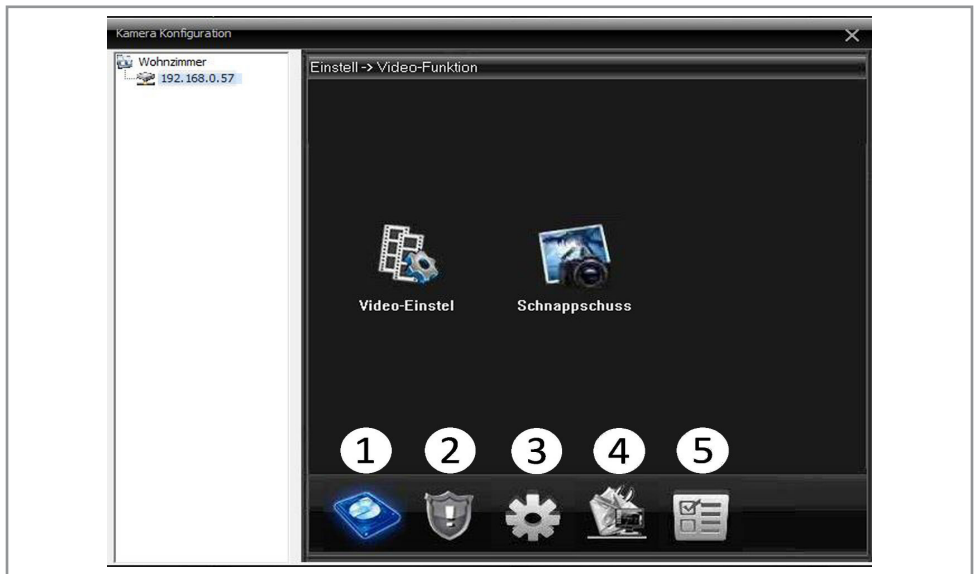 Kamera Konfiguration
Wohnzimmer
192.168.0.57
Einstell -> Video-Funktion
Video-Einstel
Schnappschuss
1 2 3 4 5